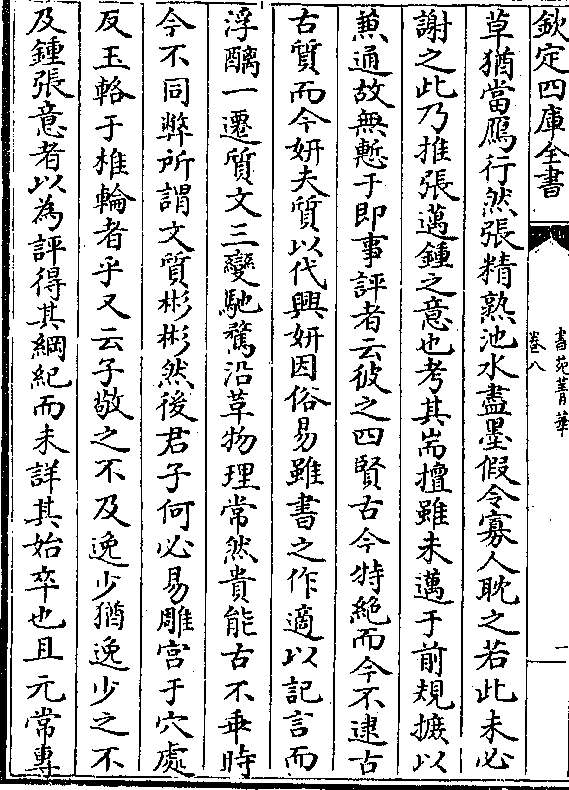 欽定四庫全書
書苑菁華
卷八
一
草猶當雁行然張精熟池水盡墨假令寡人耽之若此未必
謝之此乃推張邁鍾之意也考其耑擅雖未邁于前規摭以
兼通故無慙于即事評者云彼之四賢古今特絶而今不逮古
古質而今妍夫質以代興妍因俗易雖書之作適以記言而
浮醨一遷質文三變馳騖沿革物理常然貴能古不乖時
今不同弊所謂文質彬彬然後君子何必易雕宫于穴處
反玉輅于椎輪者乎又云子敬之不及逸少猶逸少之不
及鍾張意者以為評得其綱紀而未詳其始卒也且元常專